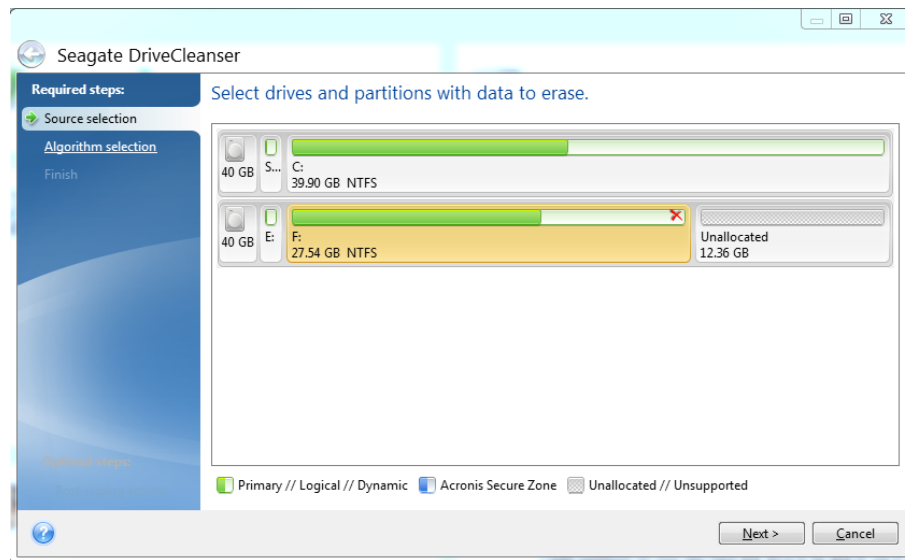 Seagate DriveCleanser
Required steps:
Source selection
Algorithm selection
Finish
Select drives and partitions with data to erase.
40 GB
S...
C:
39.90 GB NTFS
40 GB
E:
F:
27.54 GB NTFS
Unallocated
12.36 GB
Primary // Logical // Dynamic
Acronis Secure Zone
Unallocated // Unsupported
?
Next >
Cancel